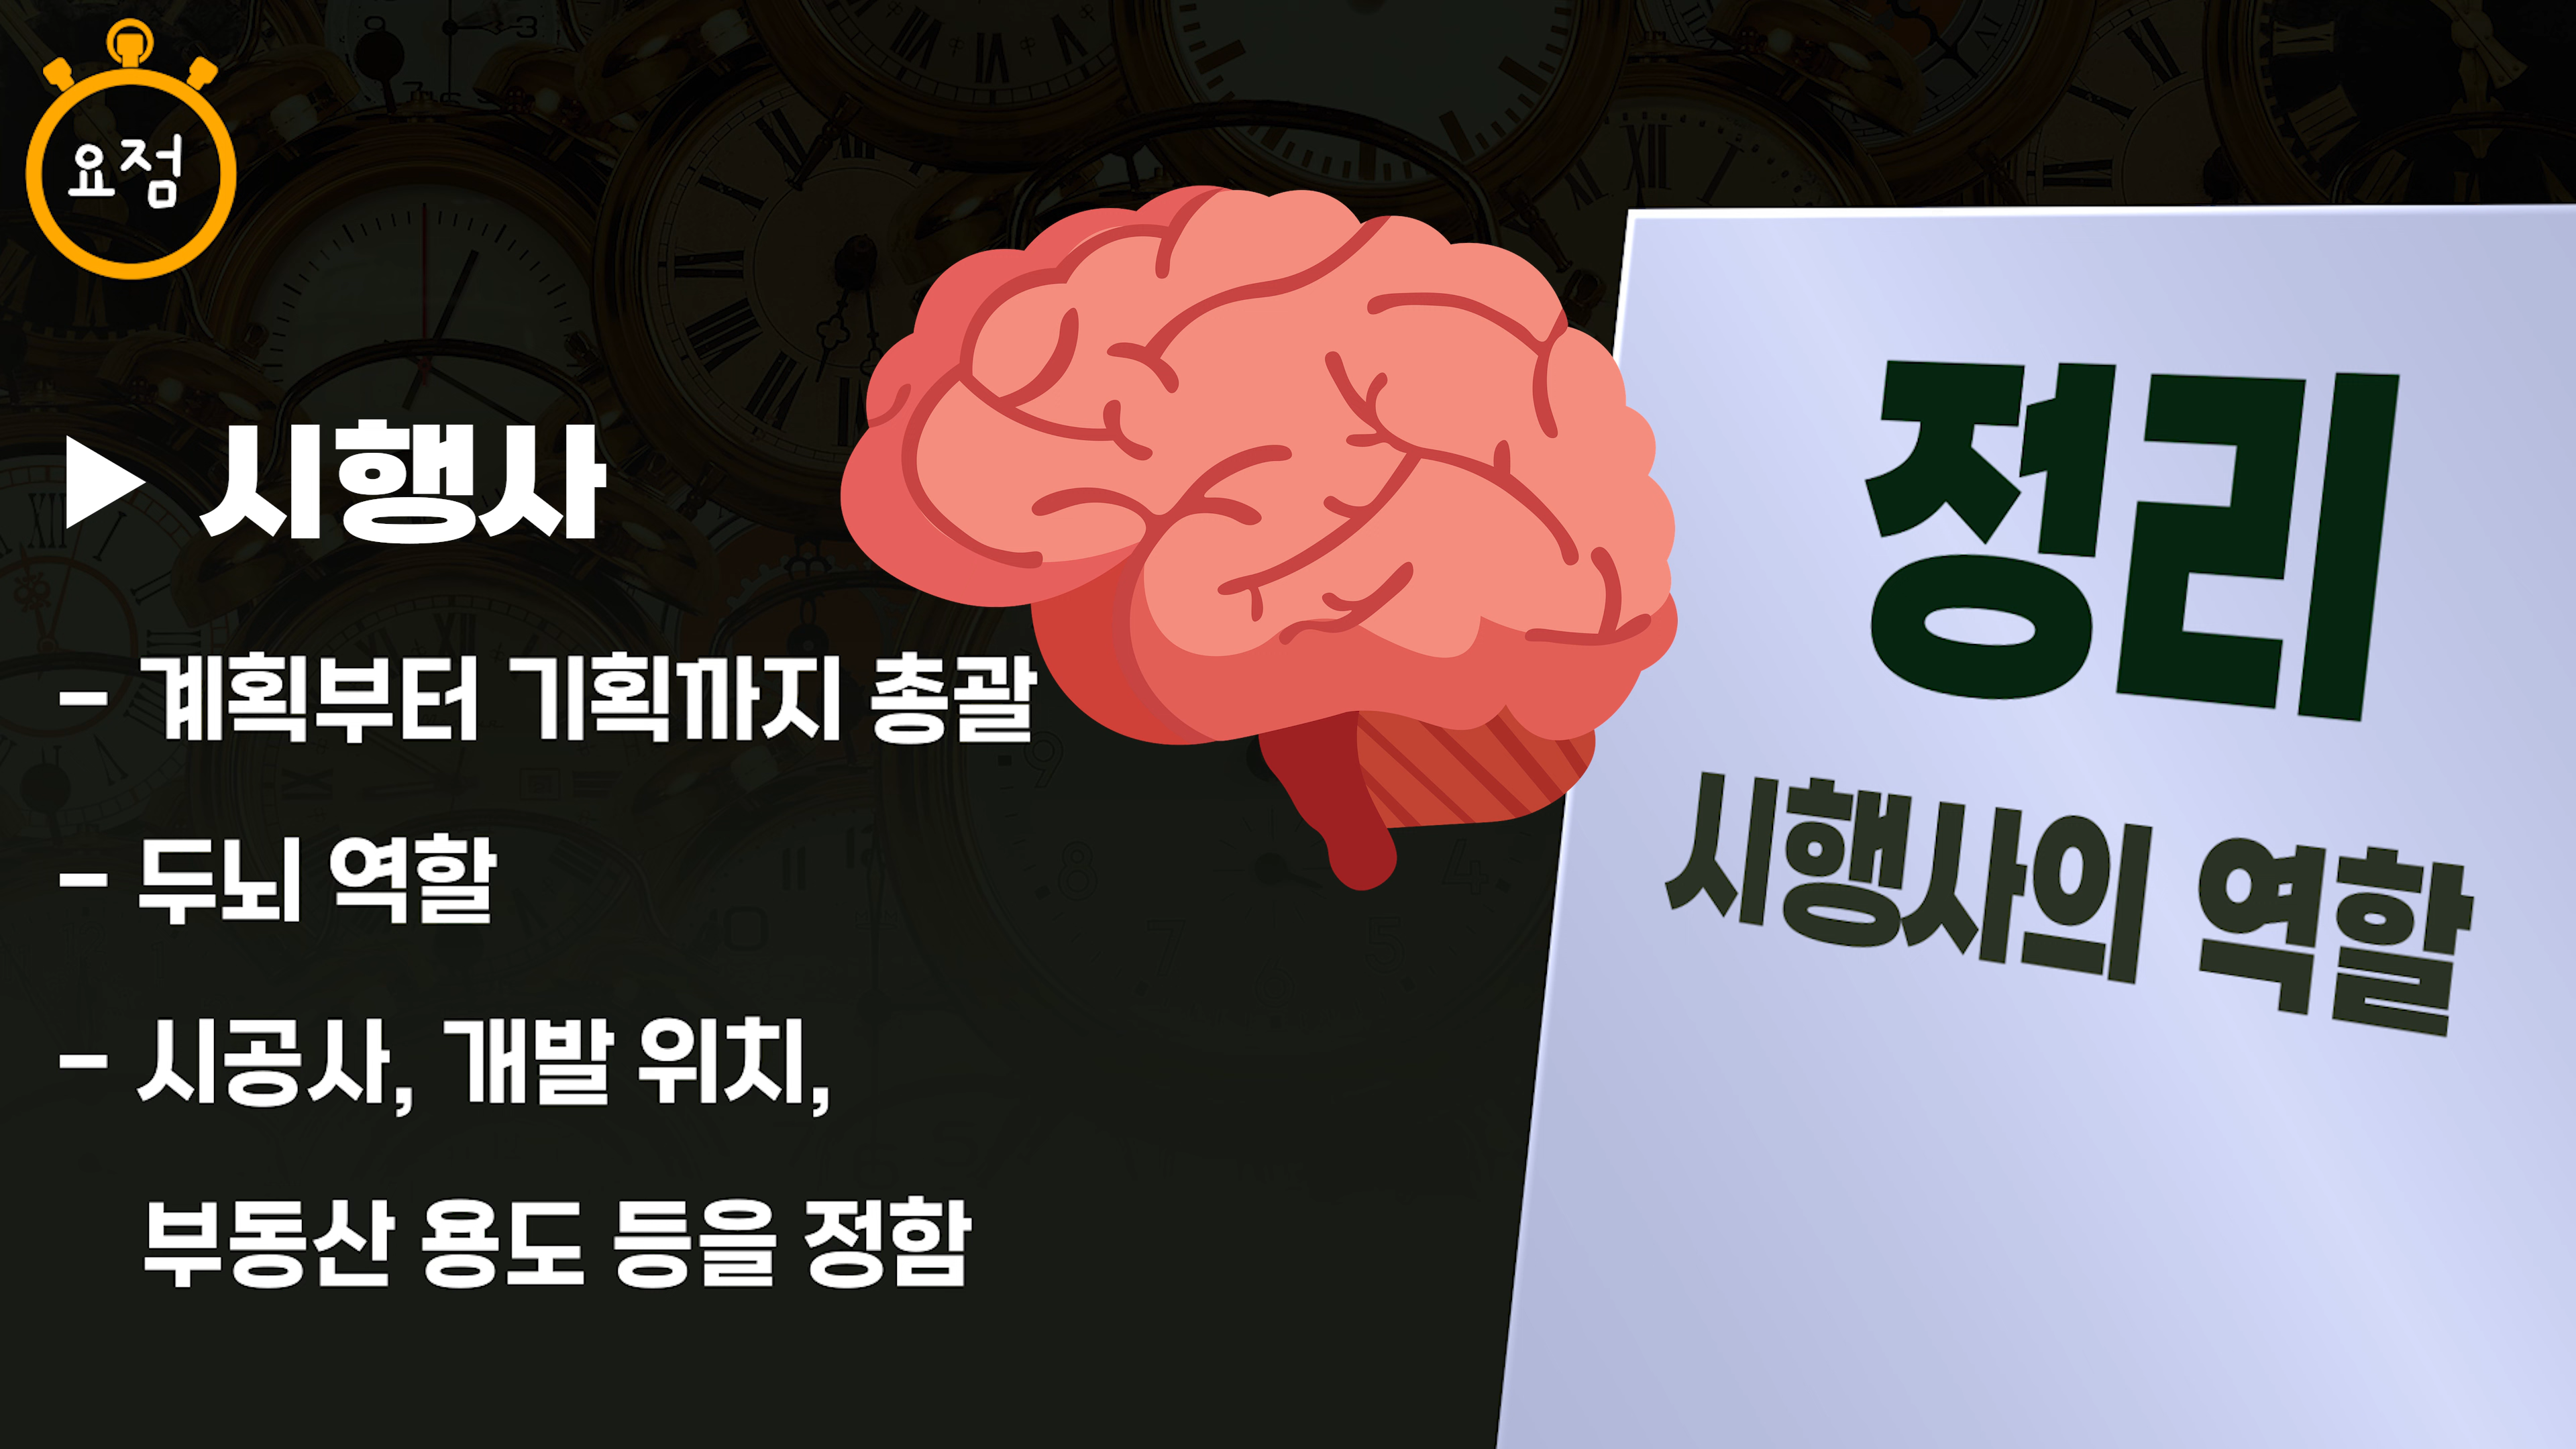 요점
▶ 시행사
- 계획부터 기획까지 총괄
- 두뇌 역할
- 시공사, 개발 위치,
부동산 용도 등을 정함
정리
시행사의 역할